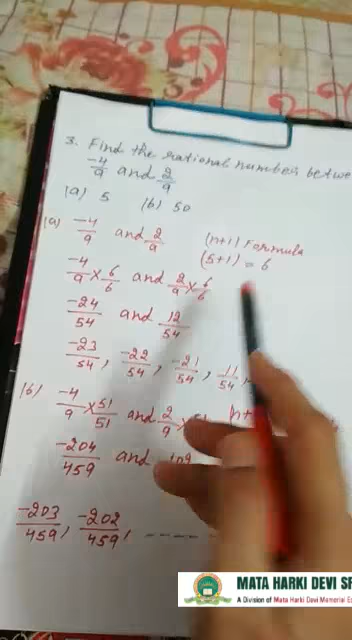 3. Find the rational number betwe
-4/9 and 2/9
(a) 5 (b) 50
(a) -4/9 and 2/9 (n+1) Formula
(5+1) = 6
-4/9 × 6/6 and 2/9 × 6/6
-24/54 and 12/54
-23/54, -22/54, -21/54, 11/54,
(b) -4/9 × 51/51 and 2/9 ×
-204/459 and
-203/459, -202/459, -----
MATA HARKI DEVI
A Division of Mata Harki Devi Memorial